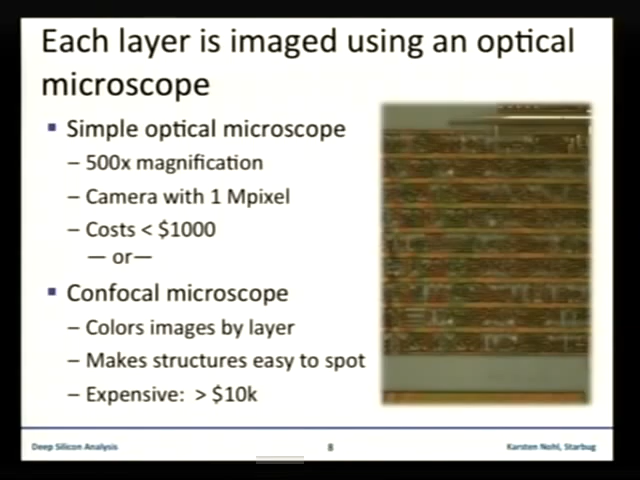 Each layer is imaged using an optical
microscope
▪ Simple optical microscope
– 500x magnification
– Camera with 1 Mpixel
– Costs < $1000
— or—
▪ Confocal microscope
– Colors images by layer
– Makes structures easy to spot
– Expensive: > $10k
Deep Silicon Analysis
8
Karsten Nohl, Starbug